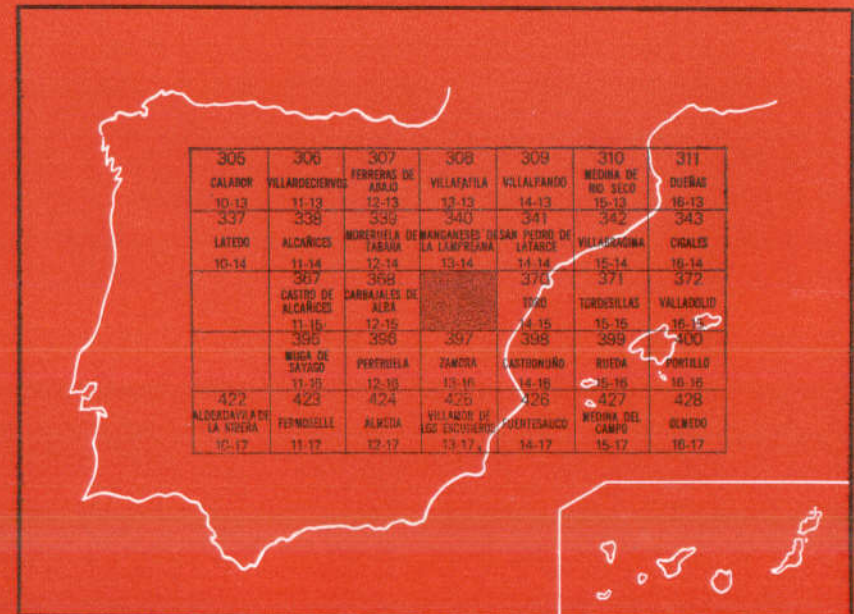 305 306 307 308 309 310 311
CALABOR VILLARDECIERVOS FERRERAS DE ABAJO VILLAFAFILA VILLALPANDO MEDINA DE RIO SECO DUEÑAS
10-13 11-13 12-13 13-13 14-13 15-13 16-13
337 338 339 340 341 342 343
LATEDO ALCAÑICES MORERUELA DE TABARA MANGANESES DE LA LAMPREANA SAN PEDRO DE LATARCE VILLABRAGIMA CIGALES
10-14 11-14 12-14 13-14 14-14 15-14 16-14
367 368 370 371 372
CASTRO DE ALCAÑICES CARBAJALES DE ALBA TORO TORDESILLAS VALLADOLID
11-15 12-15 14-15 15-15 16-15
395 396 397 398 399 400
MUGA DE SAYAGO PERERUELA ZAMORA CASTRONUÑO RUEDA PORTILLO
11-16 12-16 13-16 14-16 15-16 16-16
422 423 424 425 426 427 428
ALDEADAVILA DE LA RIBERA FERMOSELLE ALMEIDA VILLAMOR DE LOS ESCUDEROS FUENTESAUCO MEDINA DEL CAMPO OLMEDO
10-17 11-17 12-17 13-17 14-17 15-17 16-17